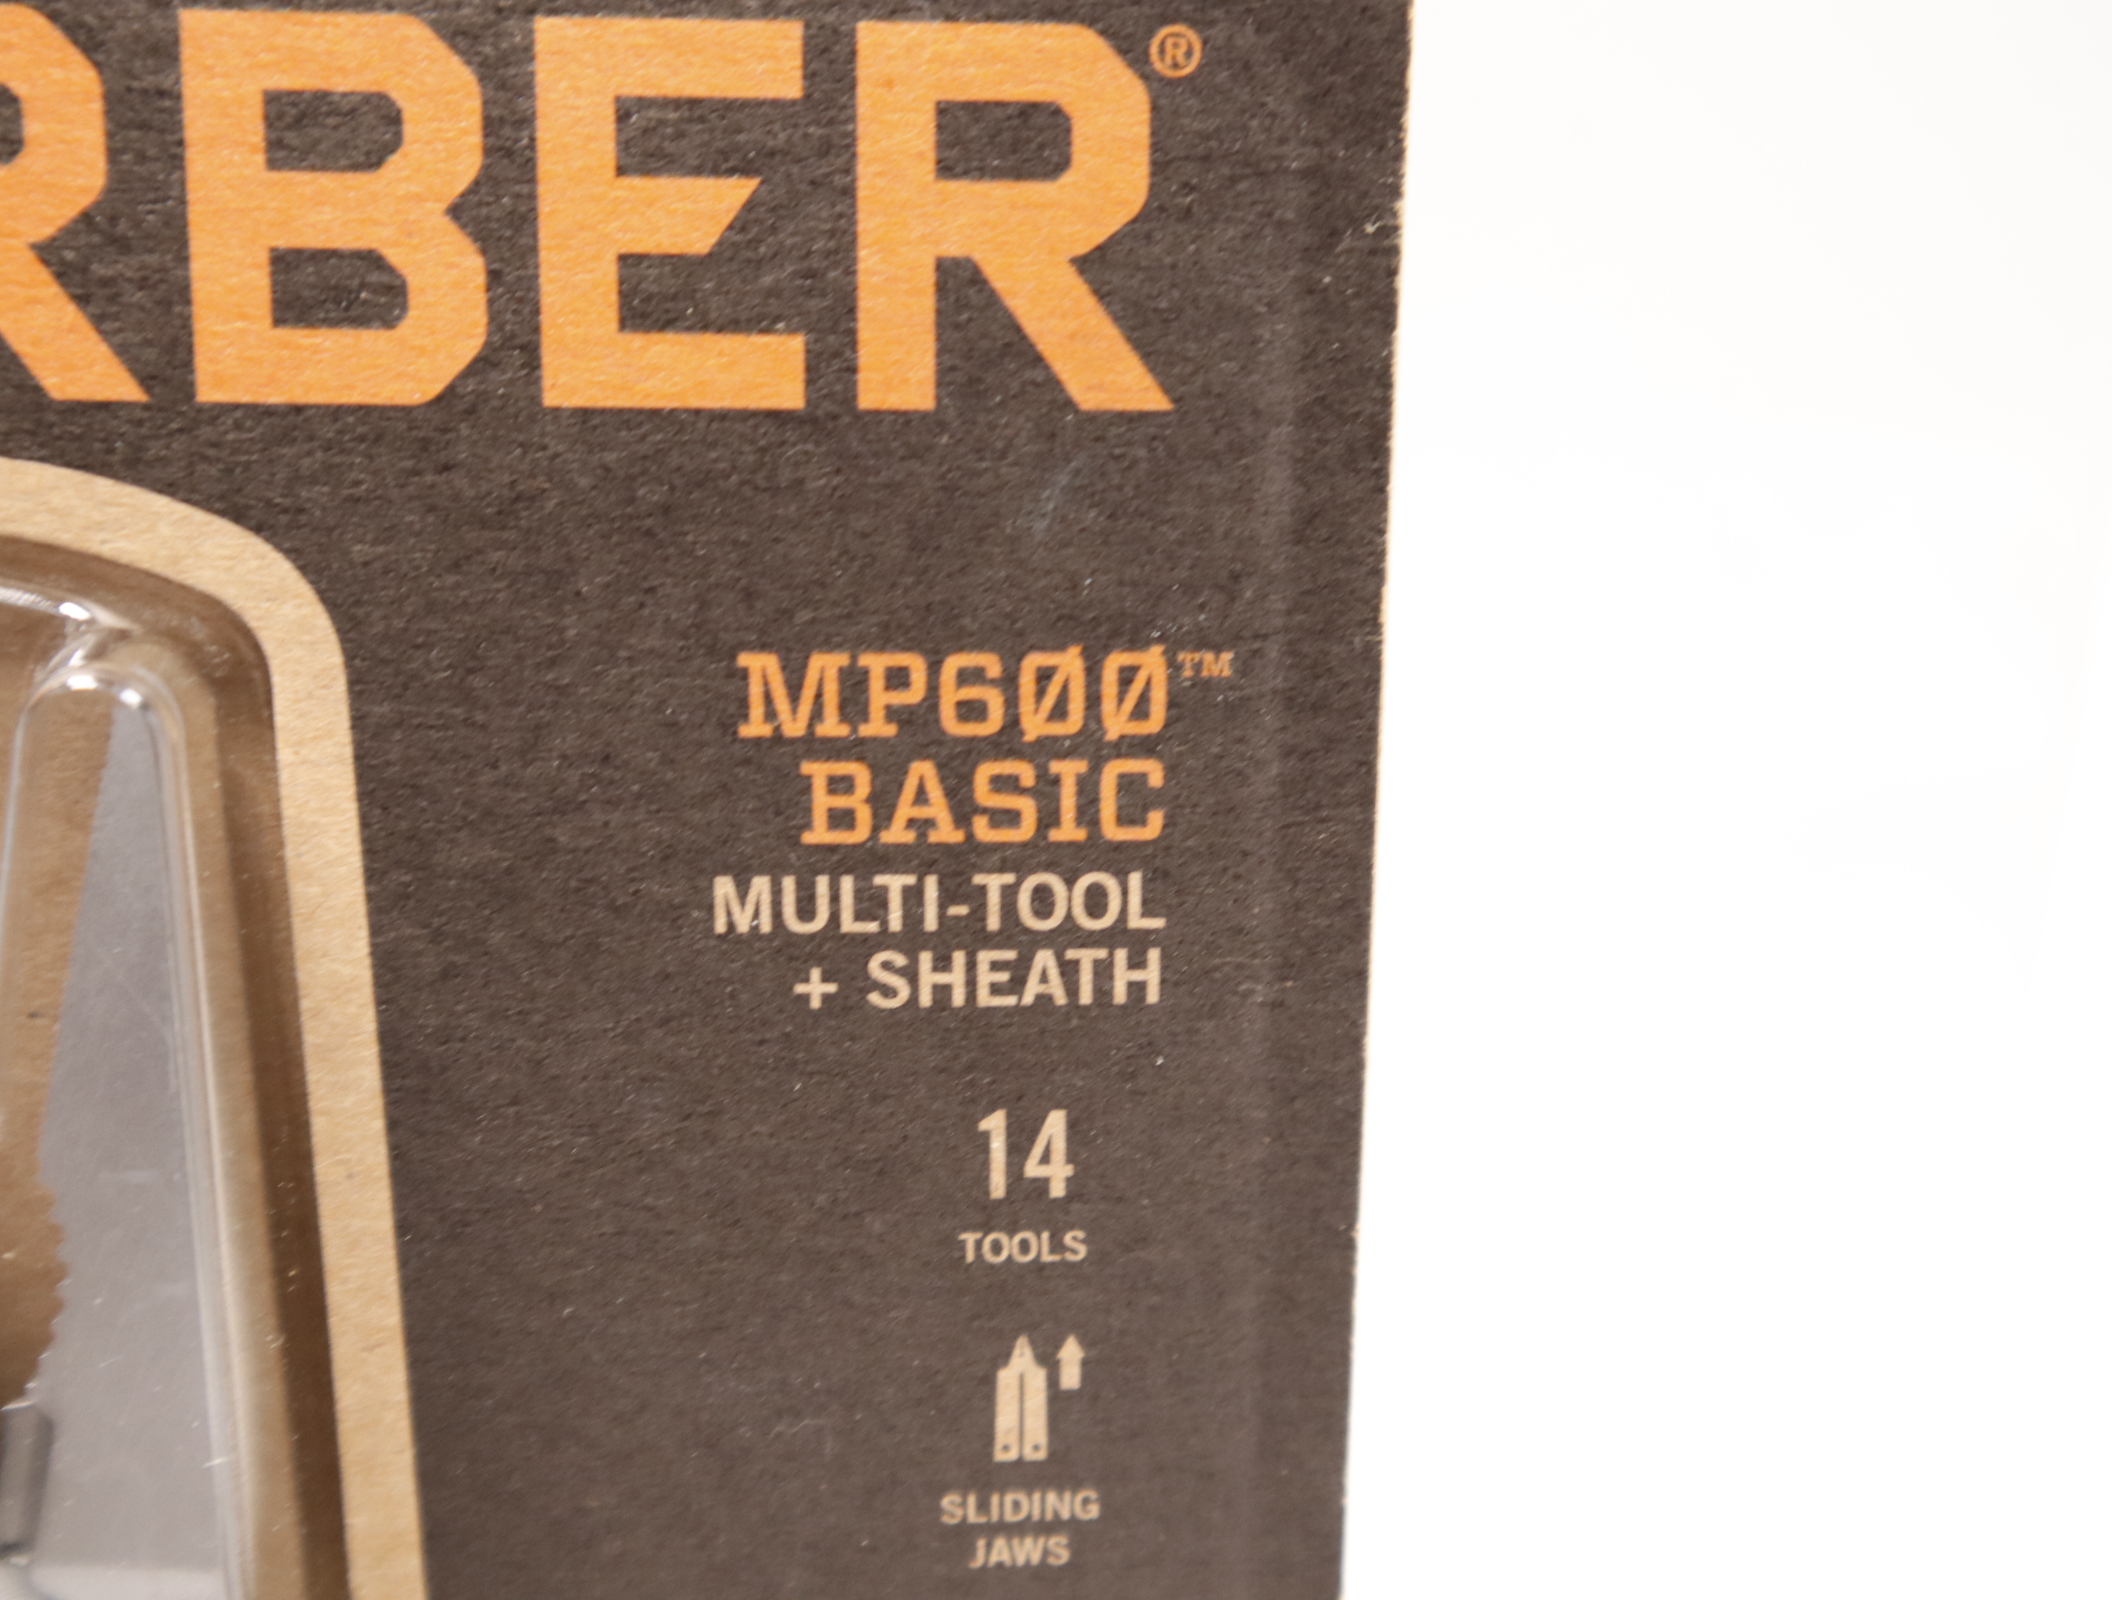 RBER®
MP600™
BASIC
MULTI-TOOL
+ SHEATH
14
TOOLS
SLIDING
JAWS